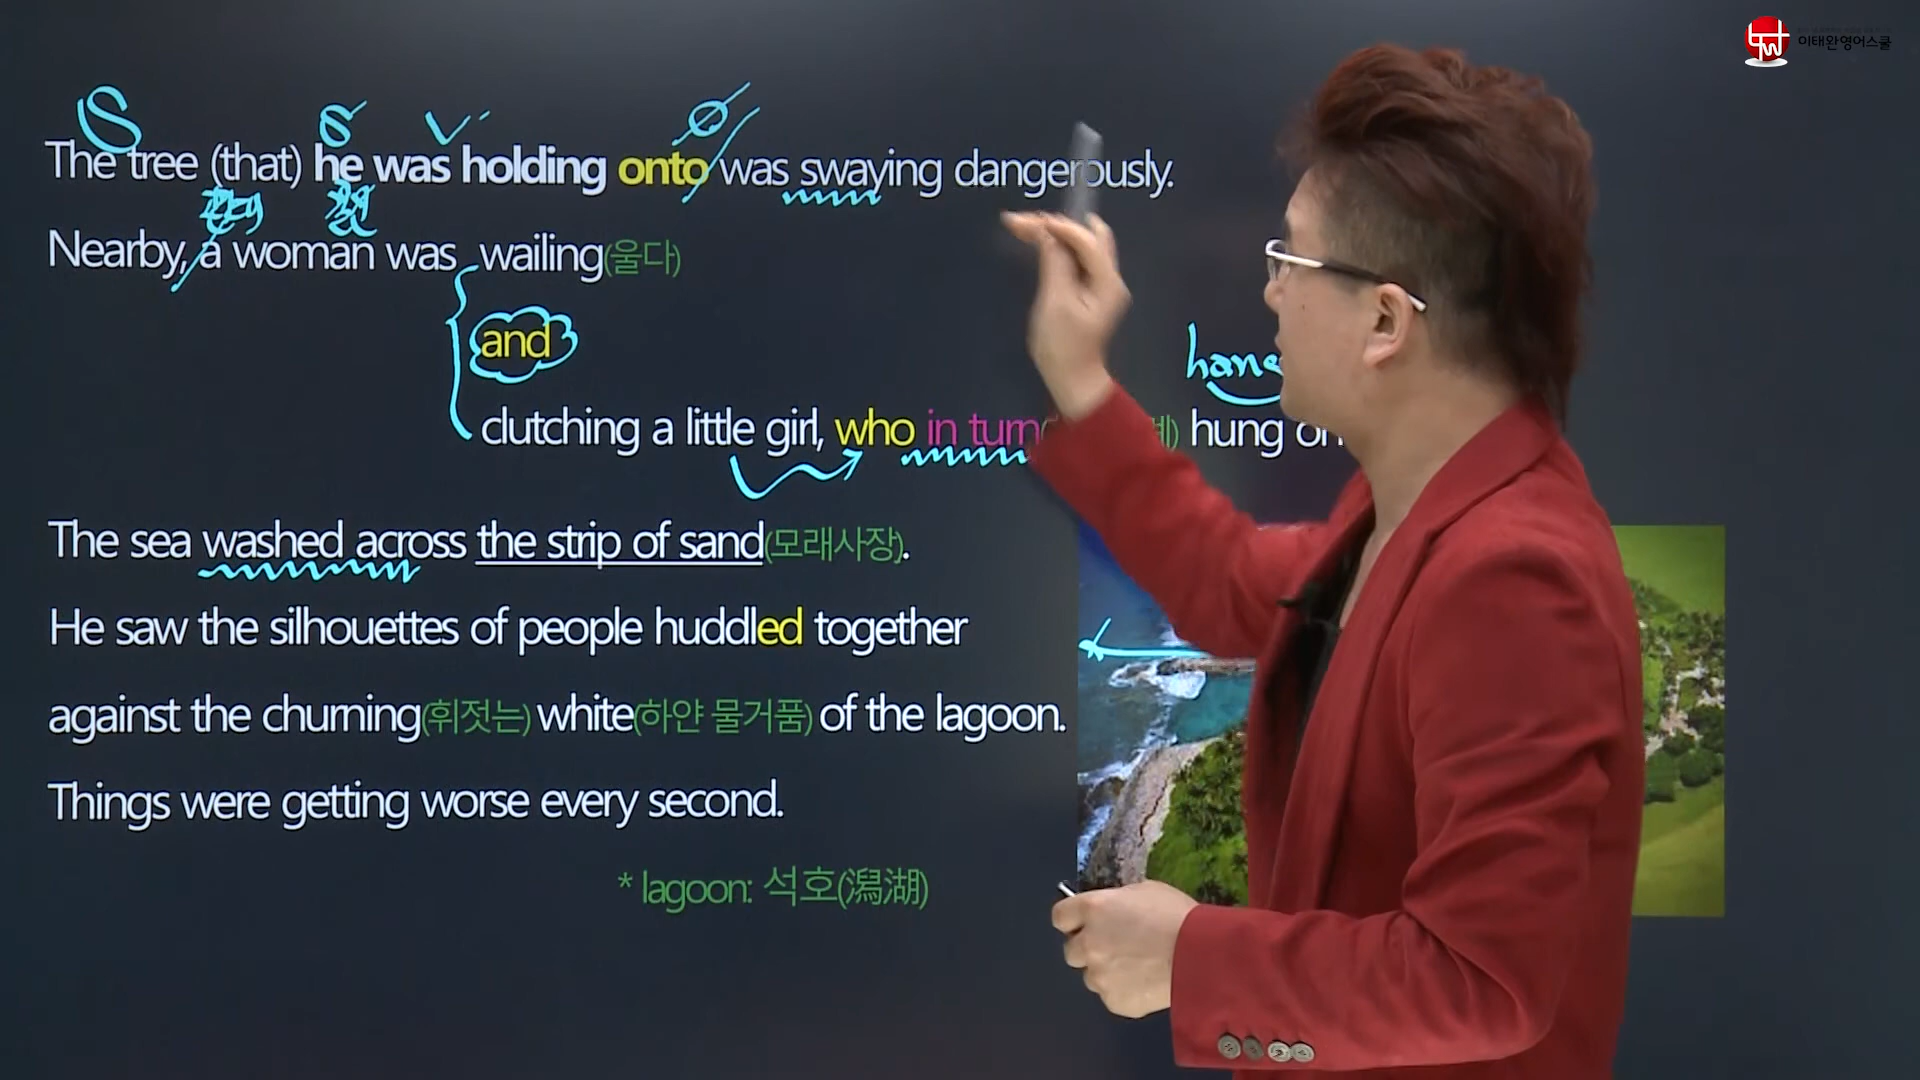 이태완영어스쿨
S S V O
The tree (that) he was holding onto was swaying dangerously.
Nearby, a woman was wailing(울다)
and
hang
clutching a little girl, who in turn hung on
The sea washed across the strip of sand(모래사장).
He saw the silhouettes of people huddled together
against the churning(휘젓는) white(하얀 물거품) of the lagoon.
Things were getting worse every second.
* lagoon: 석호(潟湖)